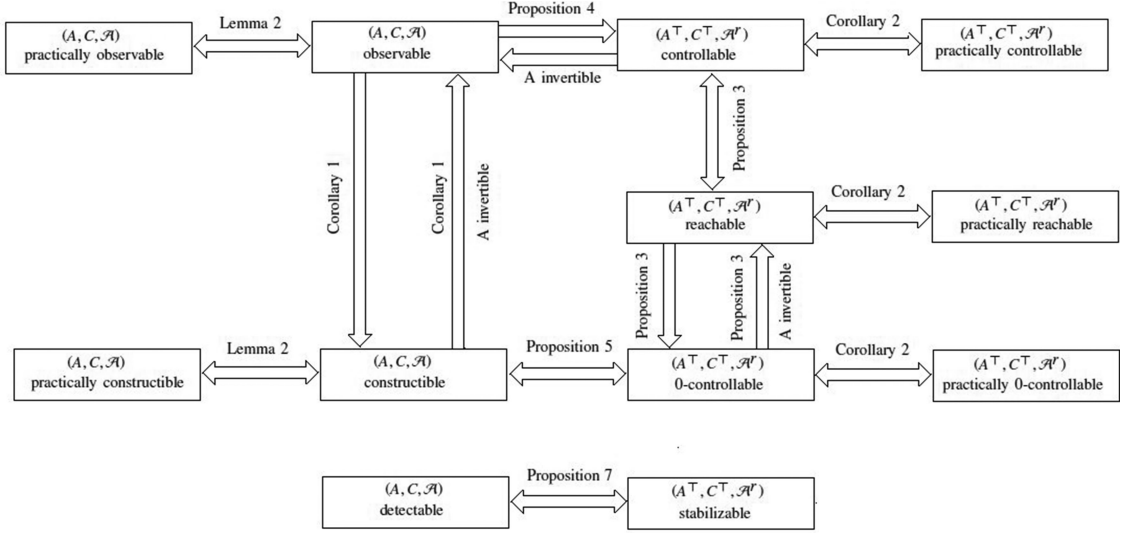 Lemma 2
Proposition 4
Corollary 2
(A, C, 𝒜)
practically observable
(A, C, 𝒜)
observable
(A⊤, C⊤, 𝒜r)
controllable
(A⊤, C⊤, 𝒜r)
practically controllable
A invertible
Proposition 3
Corollary 1
Corollary 1
A invertible
(A⊤, C⊤, 𝒜r)
reachable
Corollary 2
(A⊤, C⊤, 𝒜r)
practically reachable
Proposition 3
Proposition 3
A invertible
(A, C, 𝒜)
practically constructible
Lemma 2
(A, C, 𝒜)
constructible
Proposition 5
(A⊤, C⊤, 𝒜r)
0-controllable
Corollary 2
(A⊤, C⊤, 𝒜r)
practically 0-controllable
(A, C, 𝒜)
detectable
Proposition 7
(A⊤, C⊤, 𝒜r)
stabilizable